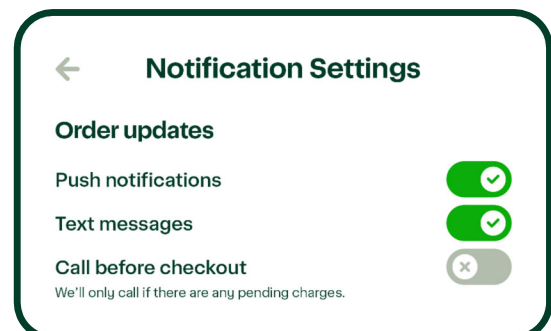 Notification Settings
Order updates
Push notifications
Text messages
Call before checkout
We'll only call if there are any pending charges.